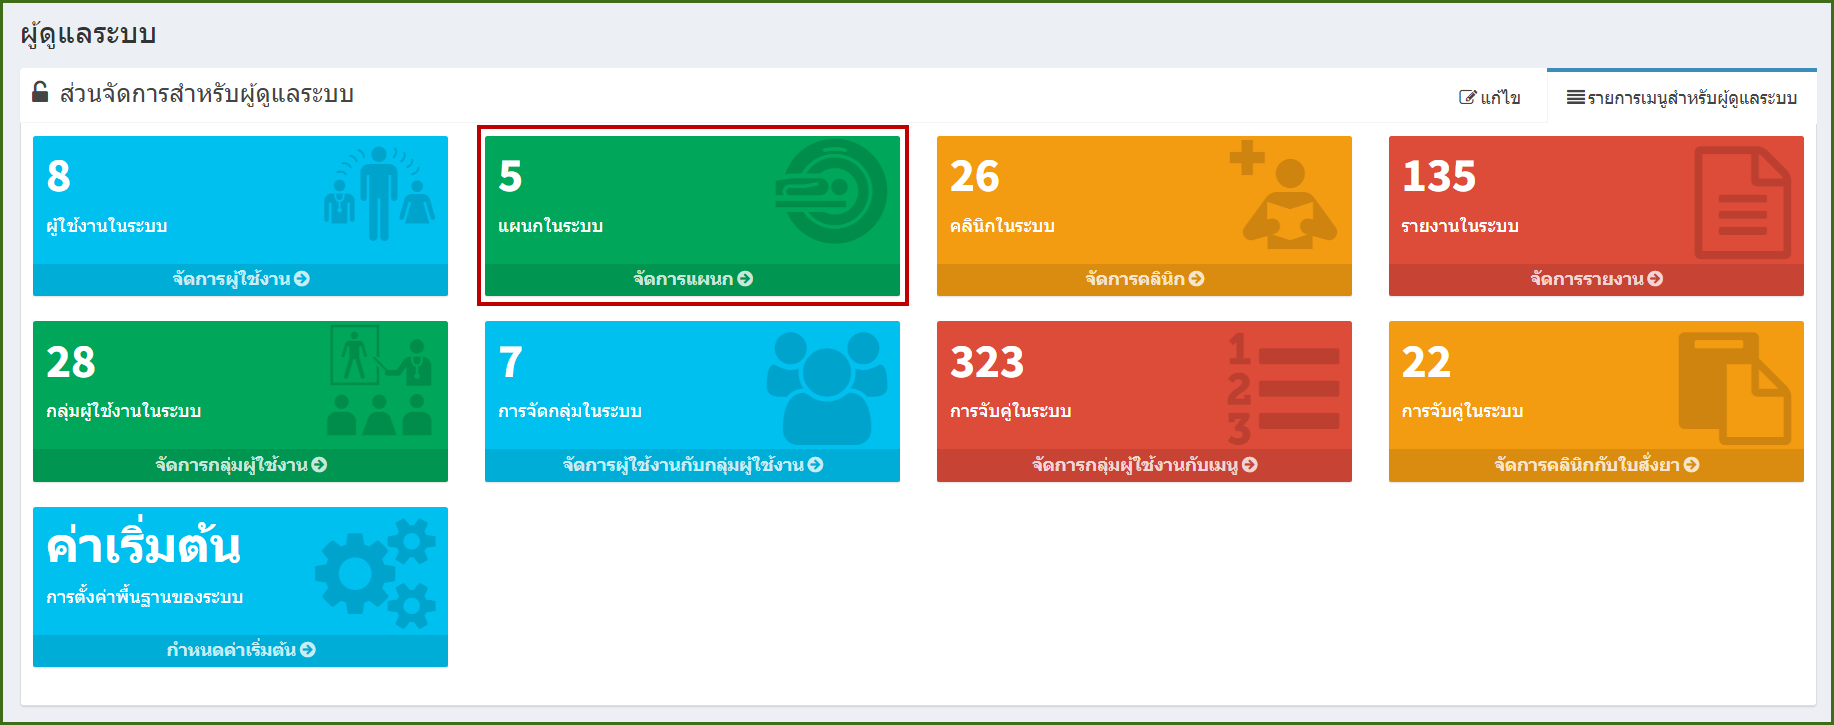 ผู้ดูแลระบบ
ส่วนจัดการสำหรับผู้ดูแลระบบ
แก้ไข
รายการเมนูสำหรับผู้ดูแลระบบ
8
ผู้ใช้งานในระบบ
จัดการผู้ใช้งาน
5
แผนกในระบบ
จัดการแผนก
26
คลินิกในระบบ
จัดการคลินิก
135
รายงานในระบบ
จัดการรายงาน
28
กลุ่มผู้ใช้งานในระบบ
จัดการกลุ่มผู้ใช้งาน
7
การจัดกลุ่มในระบบ
จัดการผู้ใช้งานกับกลุ่มผู้ใช้งาน
323
การจับคู่ในระบบ
1
2
3
จัดการกลุ่มผู้ใช้งานกับเมนู
22
การจับคู่ในระบบ
จัดการคลินิกกับใบสั่งยา
ค่าเริ่มต้น
การตั้งค่าพื้นฐานของระบบ
กำหนดค่าเริ่มต้น